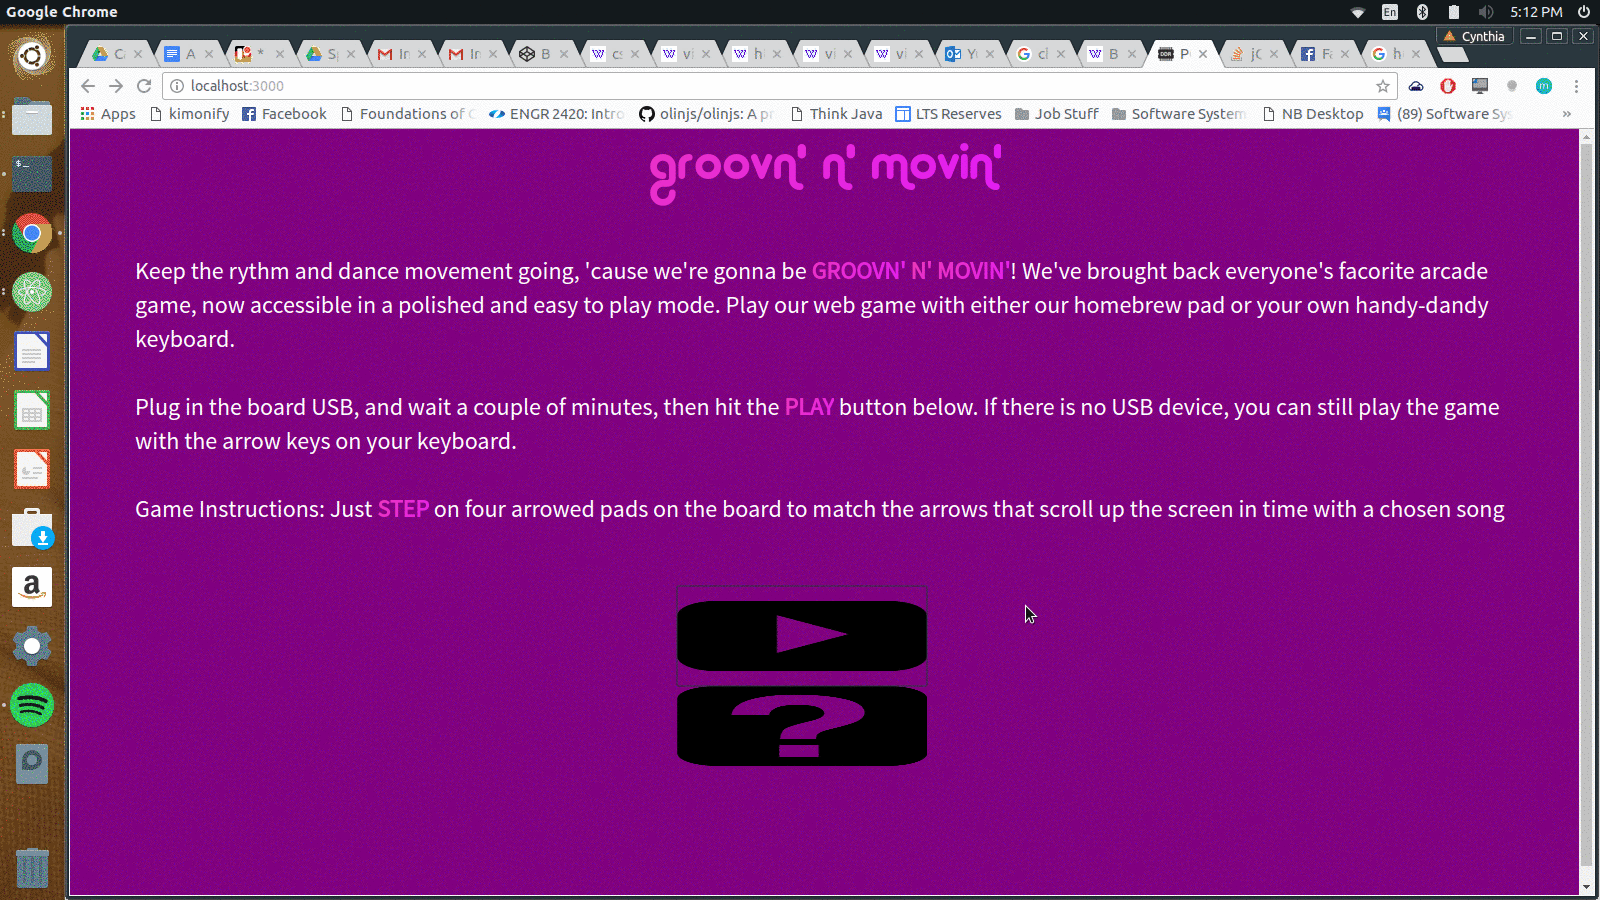 Google Chrome
En
5:12 PM
Cynthia
localhost:3000
Apps
kimonify
Facebook
Foundations of
ENGR 2420: Intro
olinjs/olinjs: A
Think Java
LTS Reserves
Job Stuff
Software System
NB Desktop
(89) Software Sys
»
groovn' n' movin'
Keep the rythm and dance movement going, 'cause we're gonna be GROOVN' N' MOVIN'! We've brought back everyone's facorite arcade
game, now accessible in a polished and easy to play mode. Play our web game with either our homebrew pad or your own handy-dandy
keyboard.
Plug in the board USB, and wait a couple of minutes, then hit the PLAY button below. If there is no USB device, you can still play the game
with the arrow keys on your keyboard.
Game Instructions: Just STEP on four arrowed pads on the board to match the arrows that scroll up the screen in time with a chosen song
?